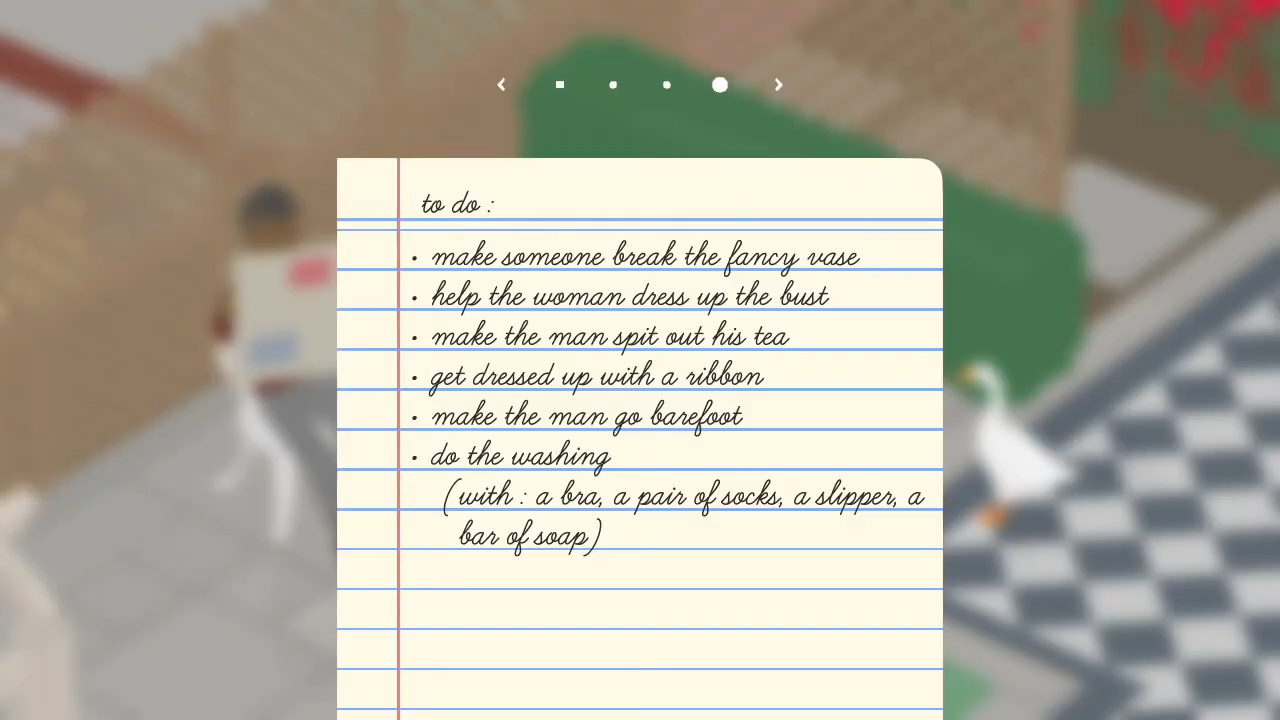 to do :
• make someone break the fancy vase
• help the woman dress up the bust
• make the man spit out his tea
• get dressed up with a ribbon
• make the man go barefoot
• do the washing
(with : a bra, a pair of socks, a slipper, a
bar of soap)